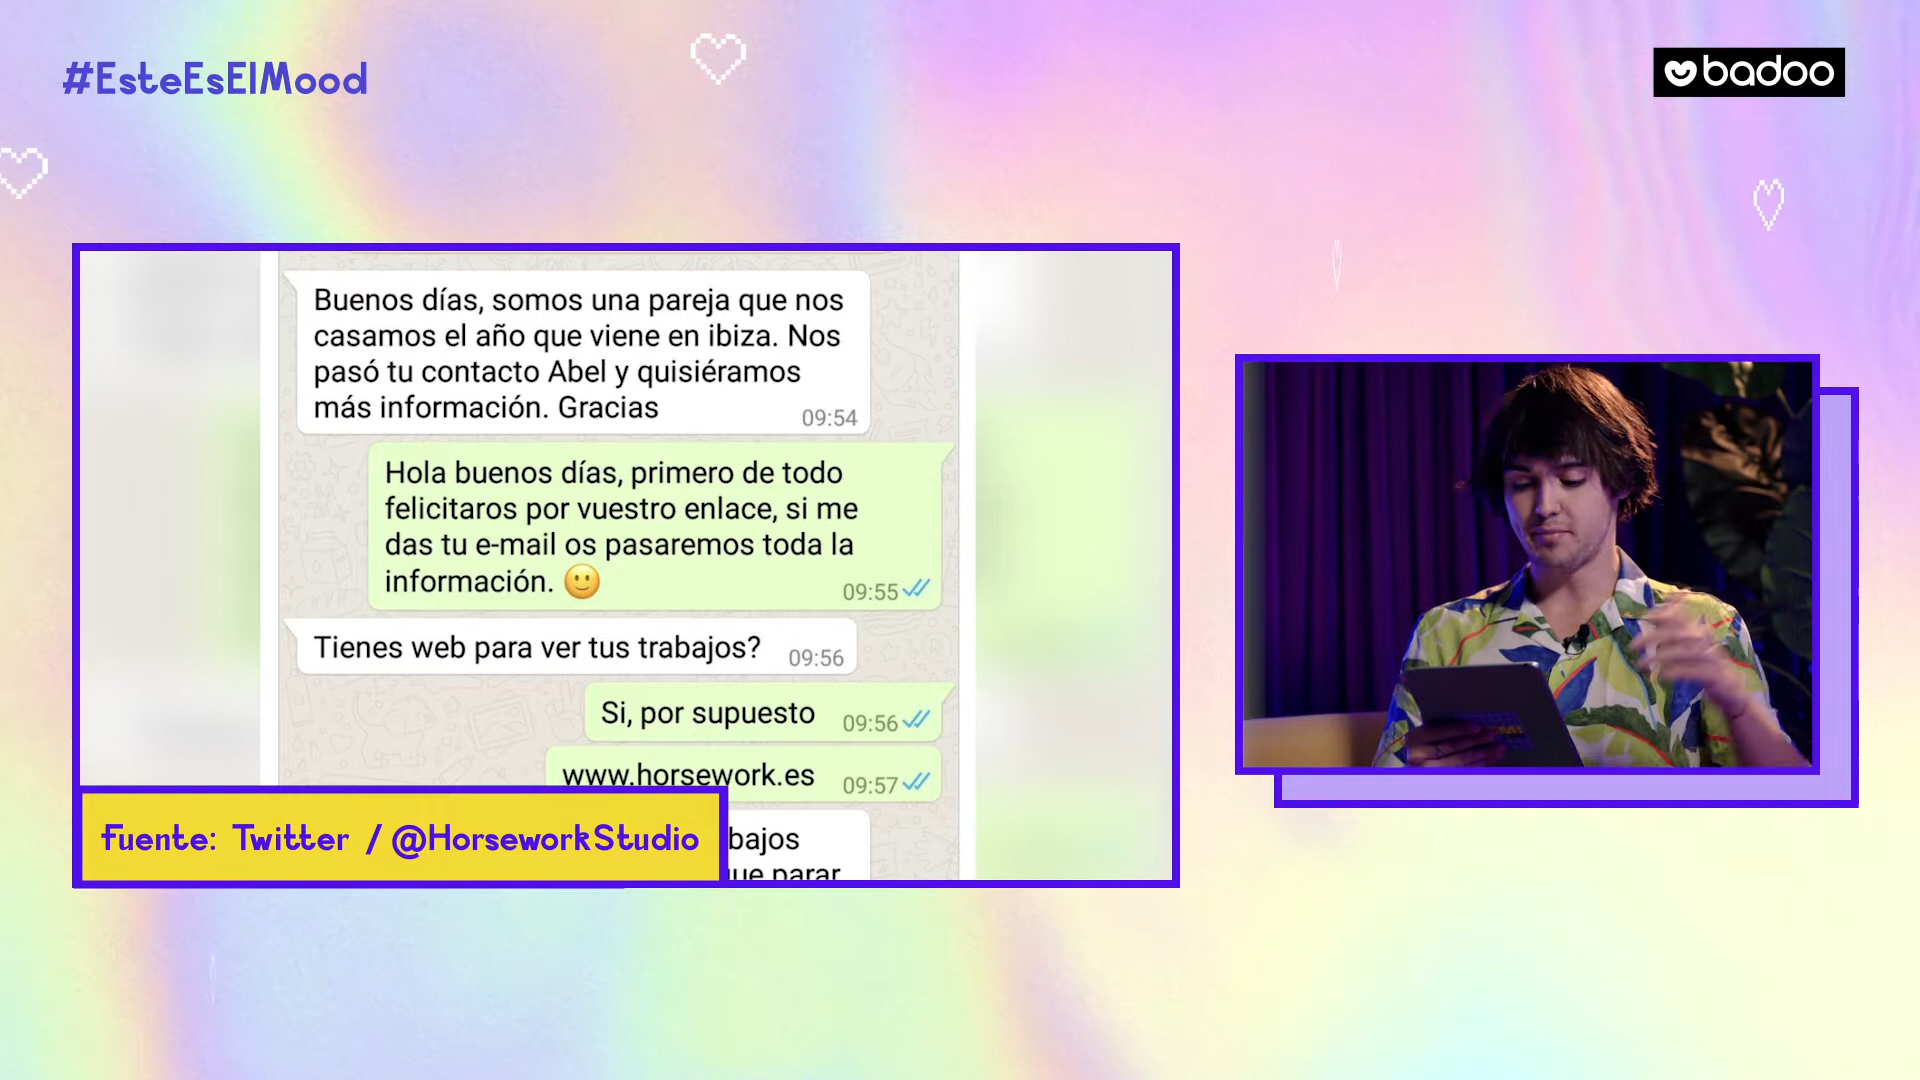 #EsteEsElMood
badoo
Buenos días, somos una pareja que nos
casamos el año que viene en ibiza. Nos
pasó tu contacto Abel y quisiéramos
más información. Gracias
09:54
Hola buenos días, primero de todo
felicitaros por vuestro enlace, si me
das tu e-mail os pasaremos toda la
información. 🙂
09:55
Tienes web para ver tus trabajos?
09:56
Si, por supuesto
09:56
www.horsework.es
09:57
bajos
ue parar
Fuente: Twitter / @HorseworkStudio